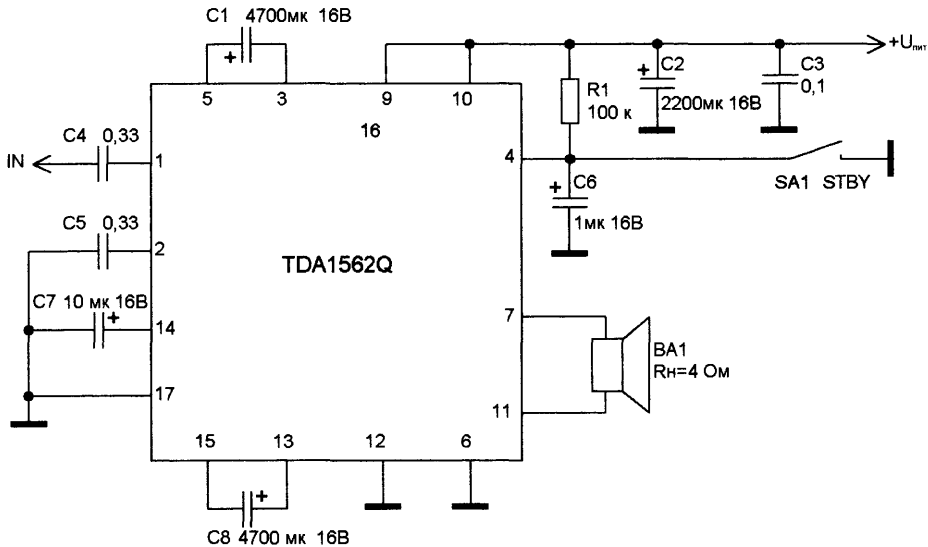 C1 4700мк 16В
+
+Uпит
5 3 9 10
16
R1
100 к
+ C2
2200мк 16В
C3
0,1
C4 0,33
IN
1
4
SA1 STBY
+ C6
1мк 16В
C5 0,33
2
TDA1562Q
C7 10 мк 16В
+
14
7
BA1
Rн=4 Ом
17
11
15 13 12 6
+
C8 4700 мк 16В